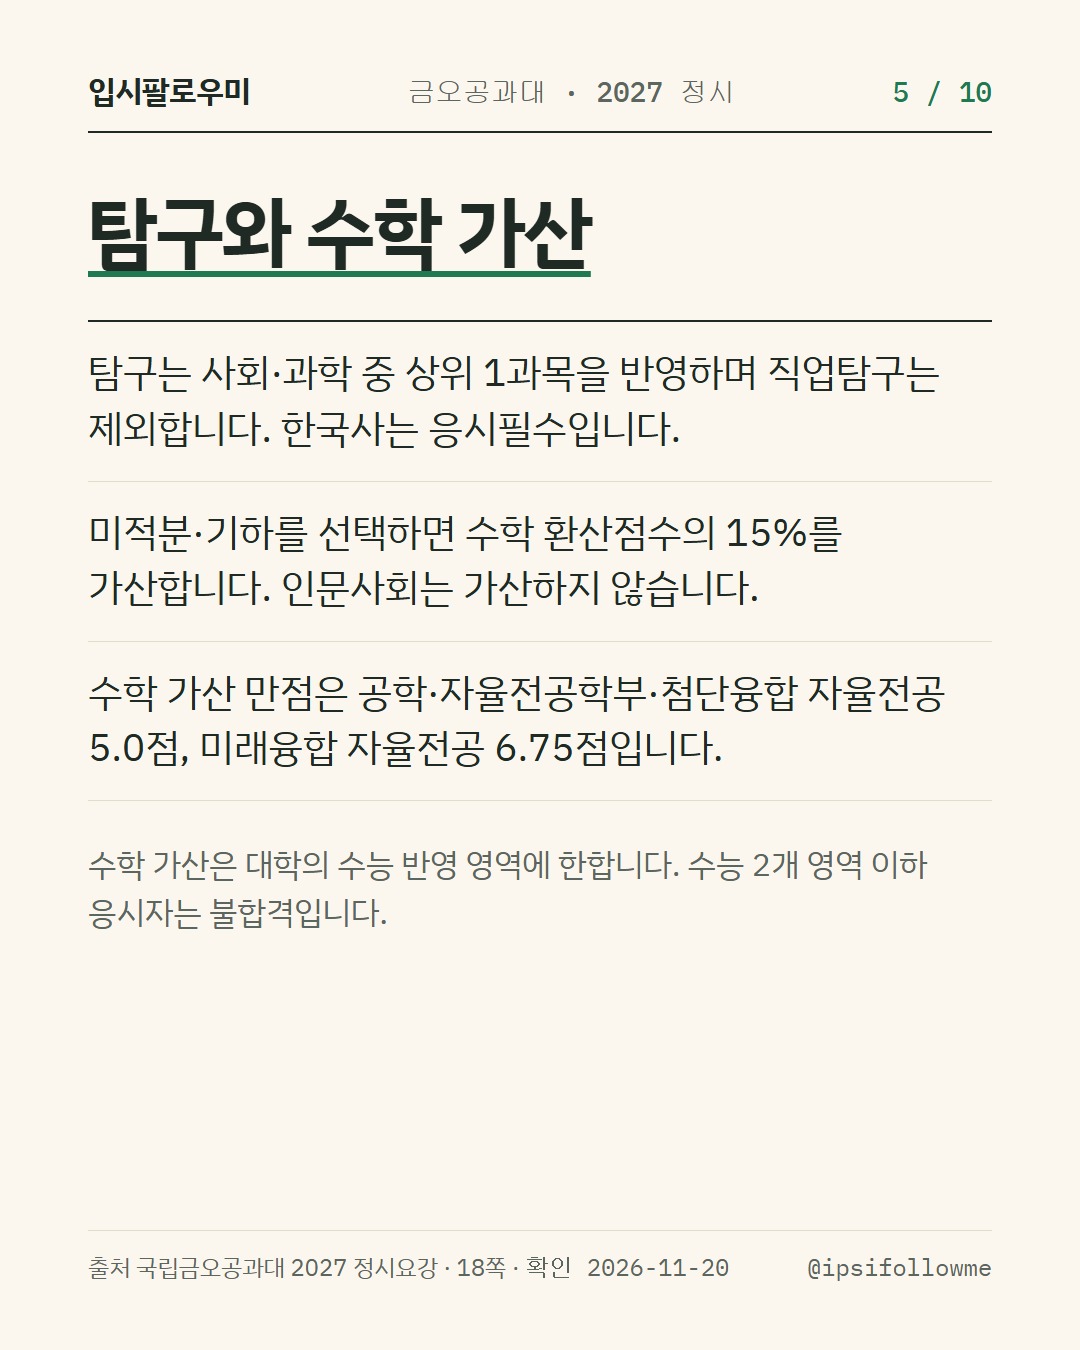 입시팔로우미
금오공과대 · 2027 정시
5 / 10
탐구와 수학 가산
탐구는 사회·과학 중 상위 1과목을 반영하며 직업탐구는
제외합니다. 한국사는 응시필수입니다.
미적분·기하를 선택하면 수학 환산점수의 15%를
가산합니다. 인문사회는 가산하지 않습니다.
수학 가산 만점은 공학·자율전공학부·첨단융합 자율전공
5.0점, 미래융합 자율전공 6.75점입니다.
수학 가산은 대학의 수능 반영 영역에 한합니다. 수능 2개 영역 이하
응시자는 불합격입니다.
출처 국립금오공과대 2027 정시요강 · 18쪽 · 확인 2026-11-20
@ipsifollowme